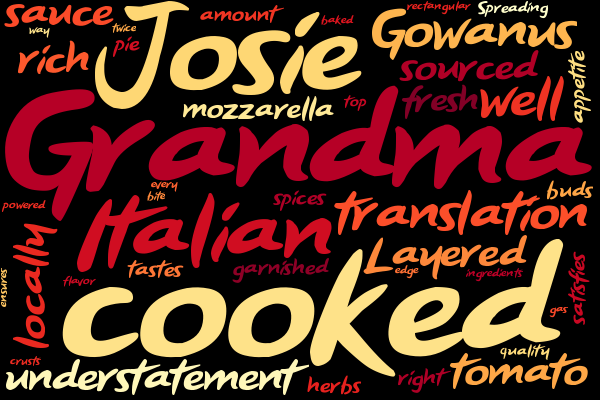 sauce
way
twice
pie
rich
Josie
amount
baked
rectangular
Spreading
Gowanus
appetite
sourced
fresh
well
mozzarella
top
Grandma
every
bite
spices
buds
powered
Italian
translation
locally
tastes
garnished
Layered
edge
ingredients
satisfies
ensures
flavor
cooked
gas
quality
crusts
understatement
herbs
right
tomato